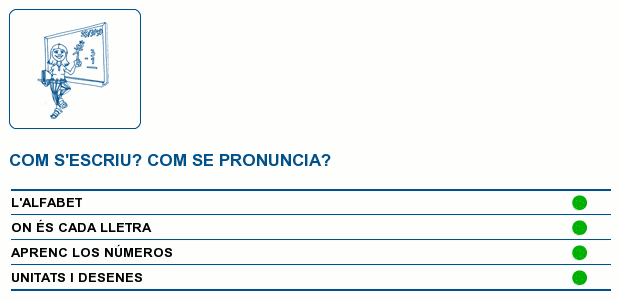 COM S'ESCRIU? COM SE PRONUNCIA?
L'ALFABET
ON ÉS CADA LLETRA
APRENC LOS NÚMEROS
UNITATS I DESENES